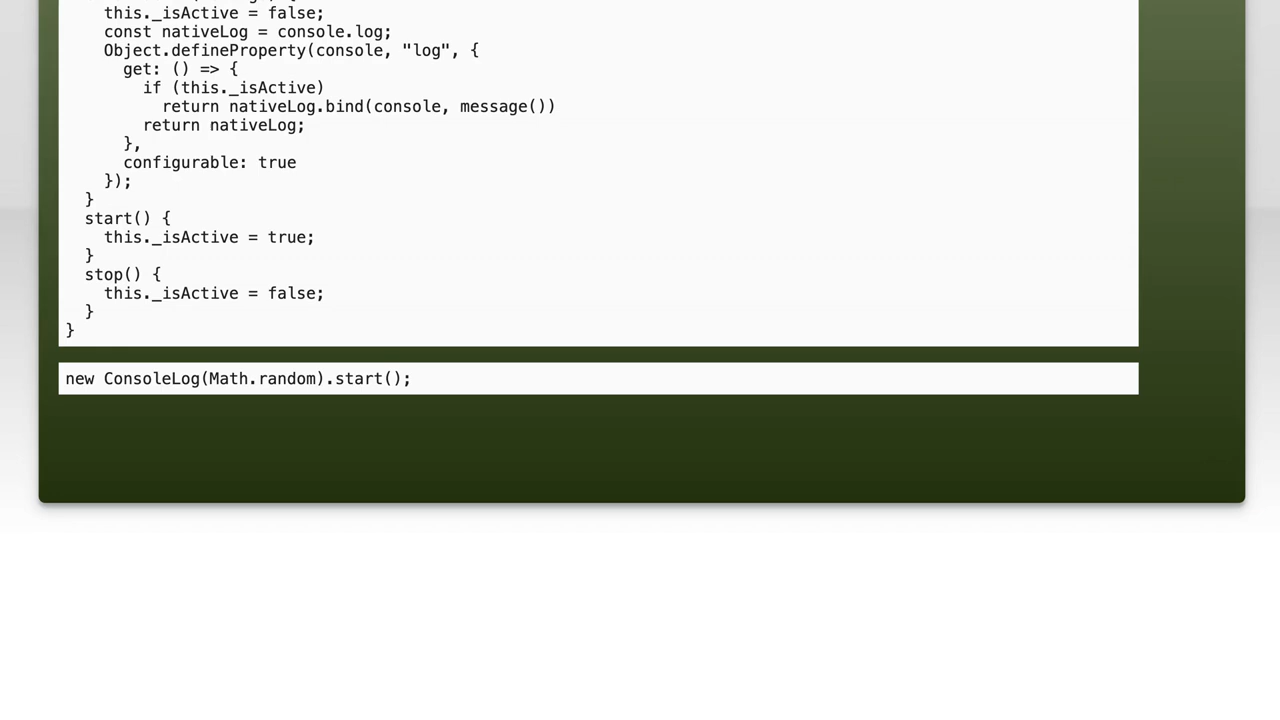 this._isActive = false;
const nativeLog = console.log;
Object.defineProperty(console, "log", {
get: () => {
if (this._isActive)
return nativeLog.bind(console, message())
return nativeLog;
},
configurable: true
});
}
start() {
this._isActive = true;
}
stop() {
this._isActive = false;
}
}
new ConsoleLog(Math.random).start();